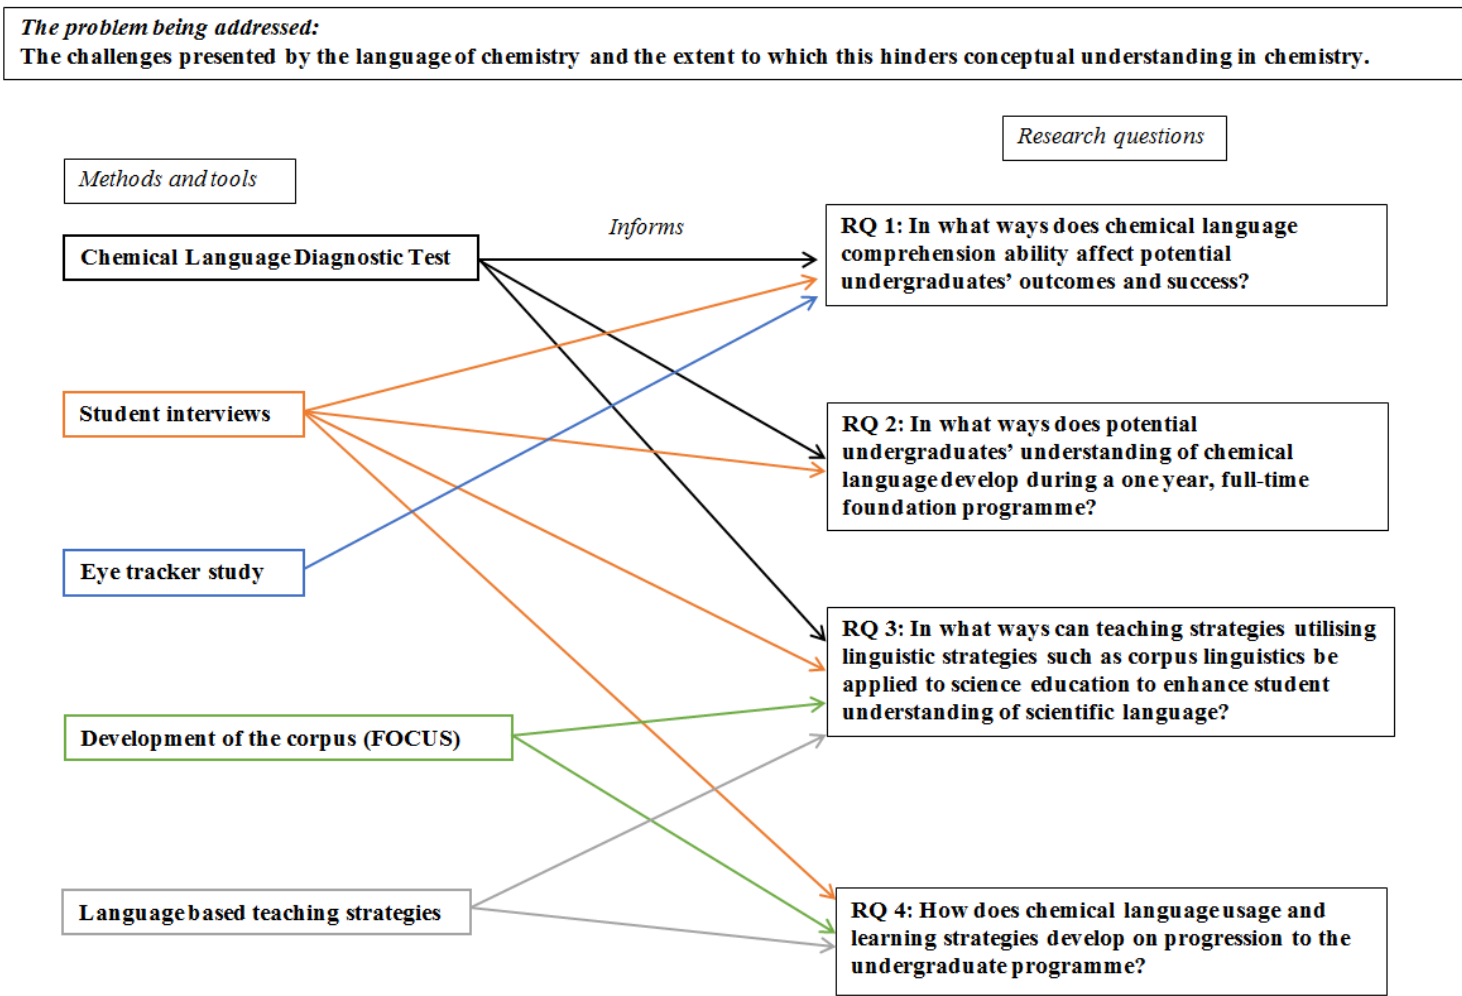 The problem being addressed:
The challenges presented by the language of chemistry and the extent to which this hinders conceptual understanding in chemistry.
Research questions
Methods and tools
Informs
Chemical Language Diagnostic Test
Student interviews
Eye tracker study
Development of the corpus (FOCUS)
Language based teaching strategies
RQ 1: In what ways does chemical language
comprehension ability affect potential
undergraduates’ outcomes and success?
RQ 2: In what ways does potential
undergraduates’ understanding of chemical
language develop during a one year, full-time
foundation programme?
RQ 3: In what ways can teaching strategies utilising
linguistic strategies such as corpus linguistics be
applied to science education to enhance student
understanding of scientific language?
RQ 4: How does chemical language usage and
learning strategies develop on progression to the
undergraduate programme?